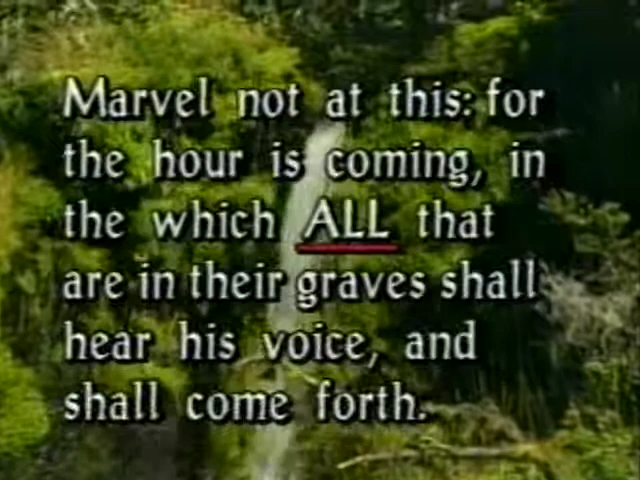 Marvel not at this: for
the hour is coming, in
the which ALL that
are in their graves shall
hear his voice, and
shall come forth.